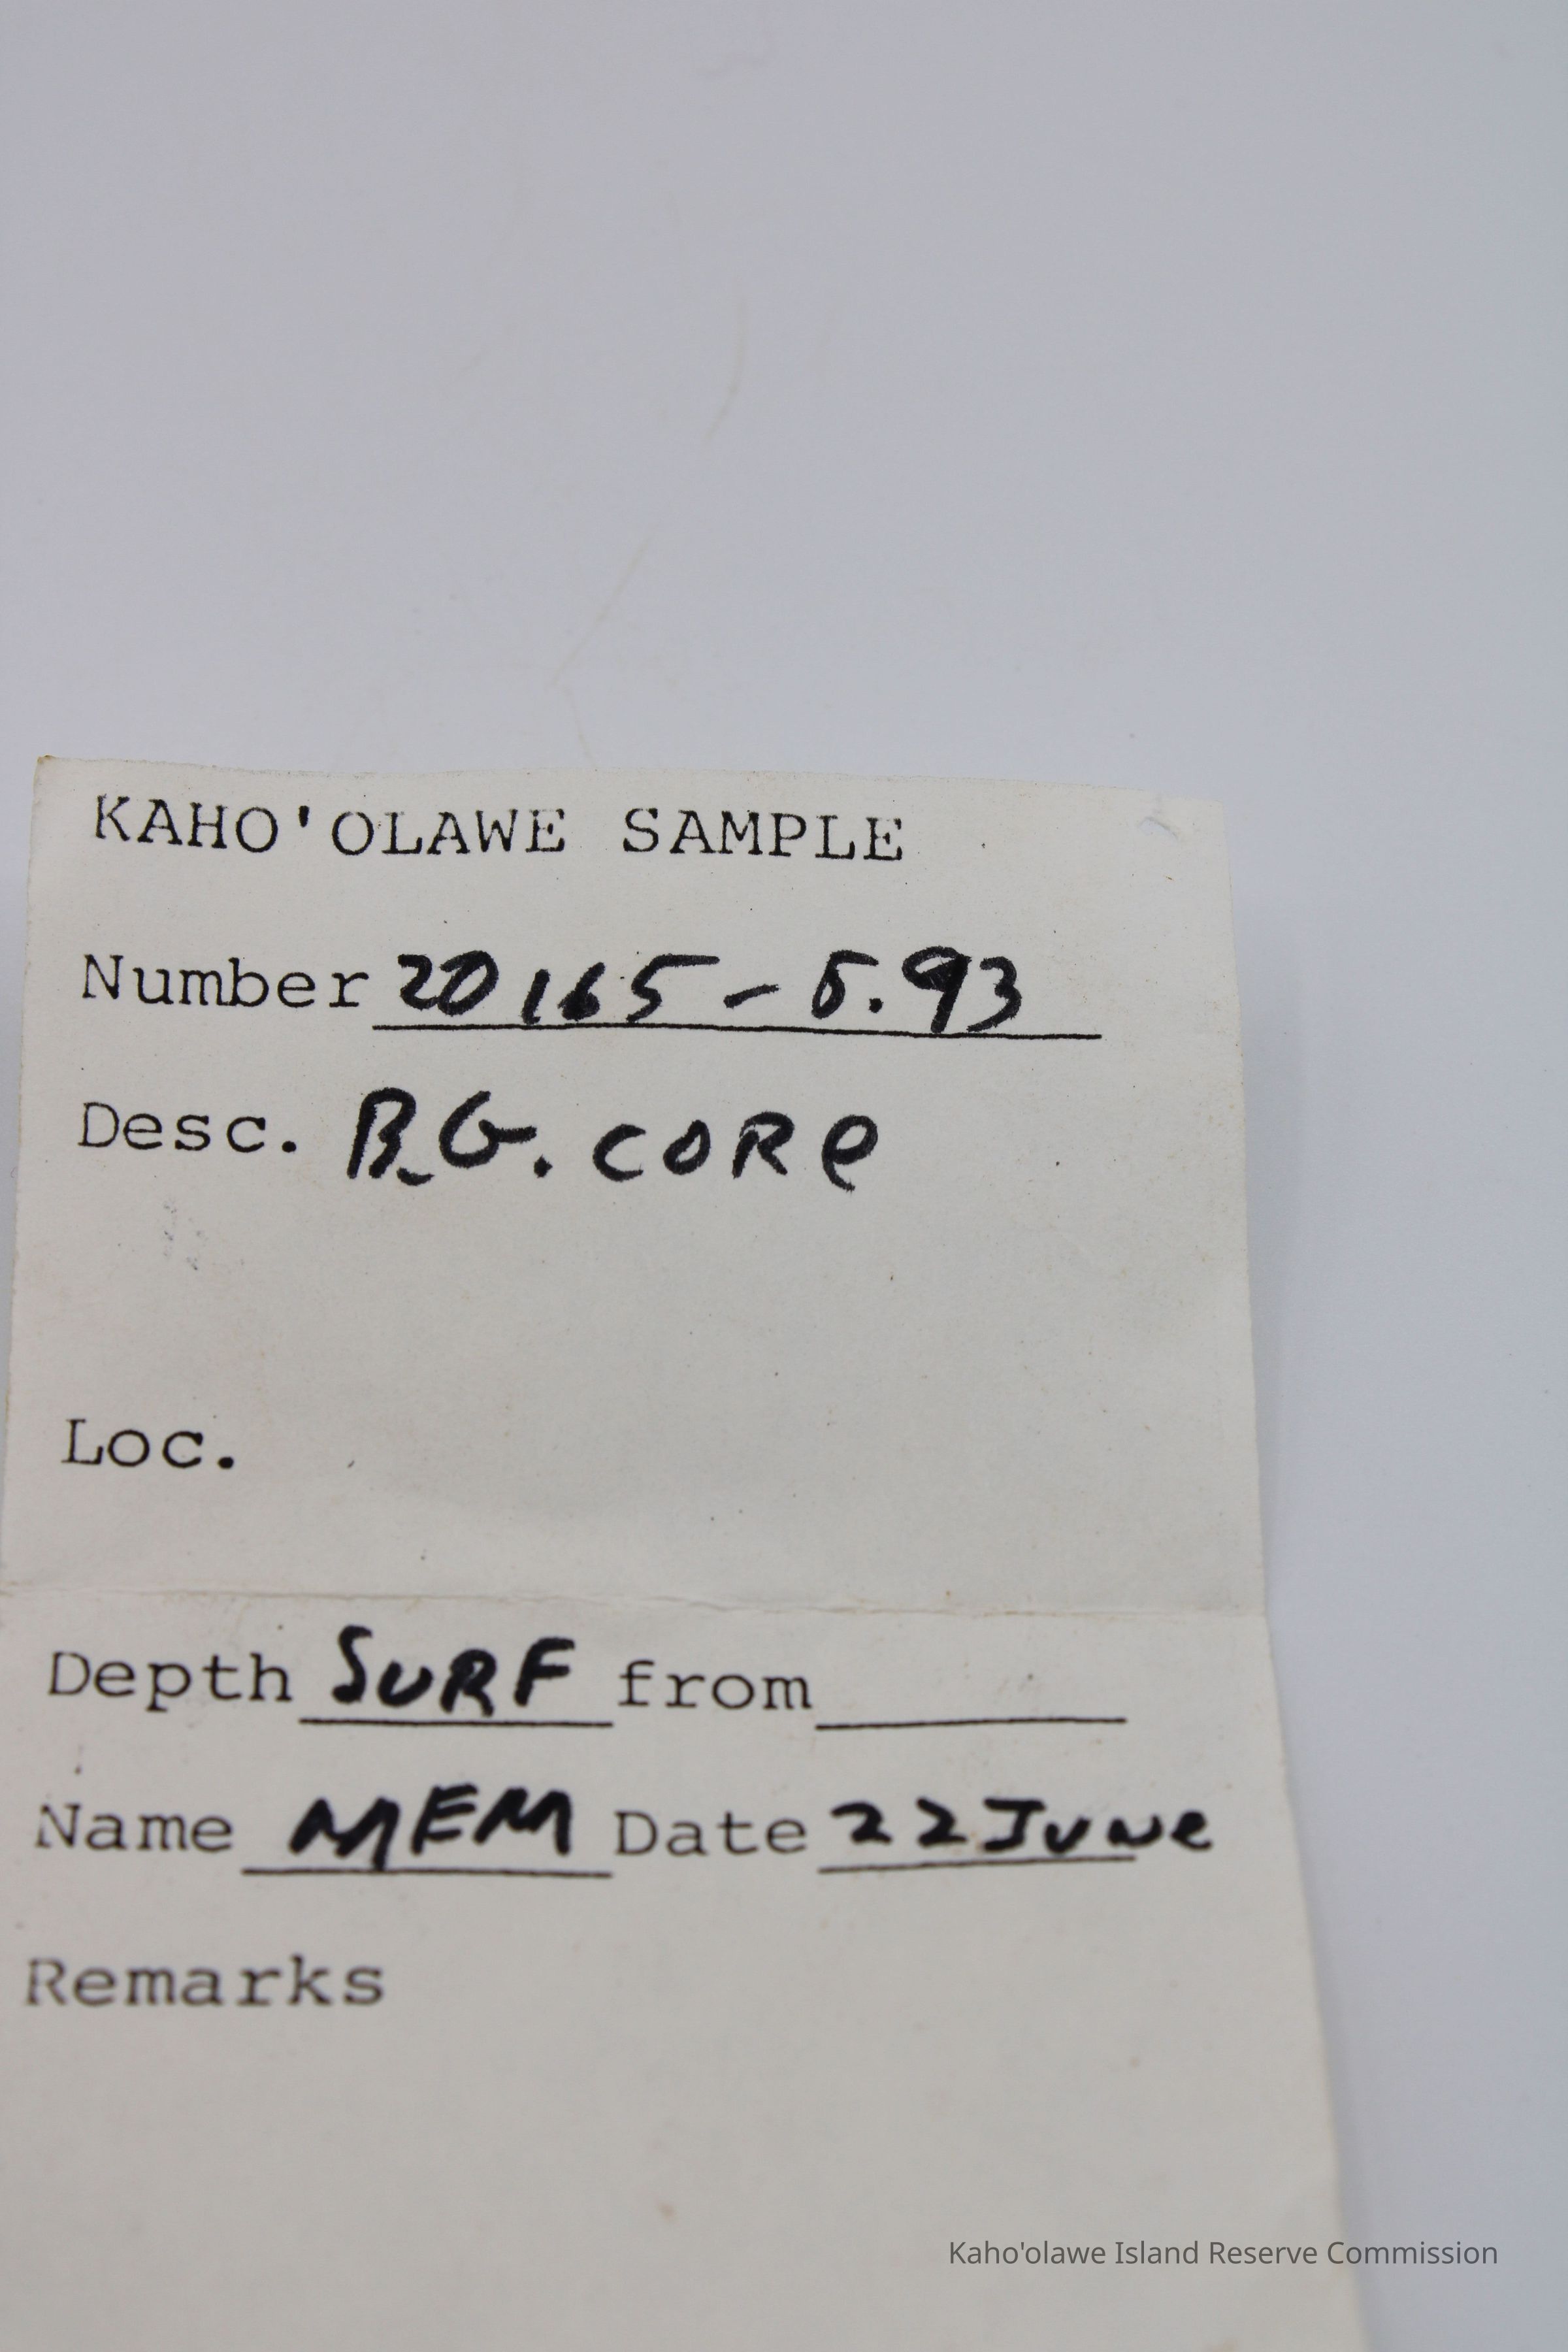 KAHO'OLAWE SAMPLE
Number 20165-5.93
Desc. B.G. CORe
Loc.
Depth SURF from
Name MEM Date 22 JuNe
Remarks
Kaho'olawe Island Reserve Commission